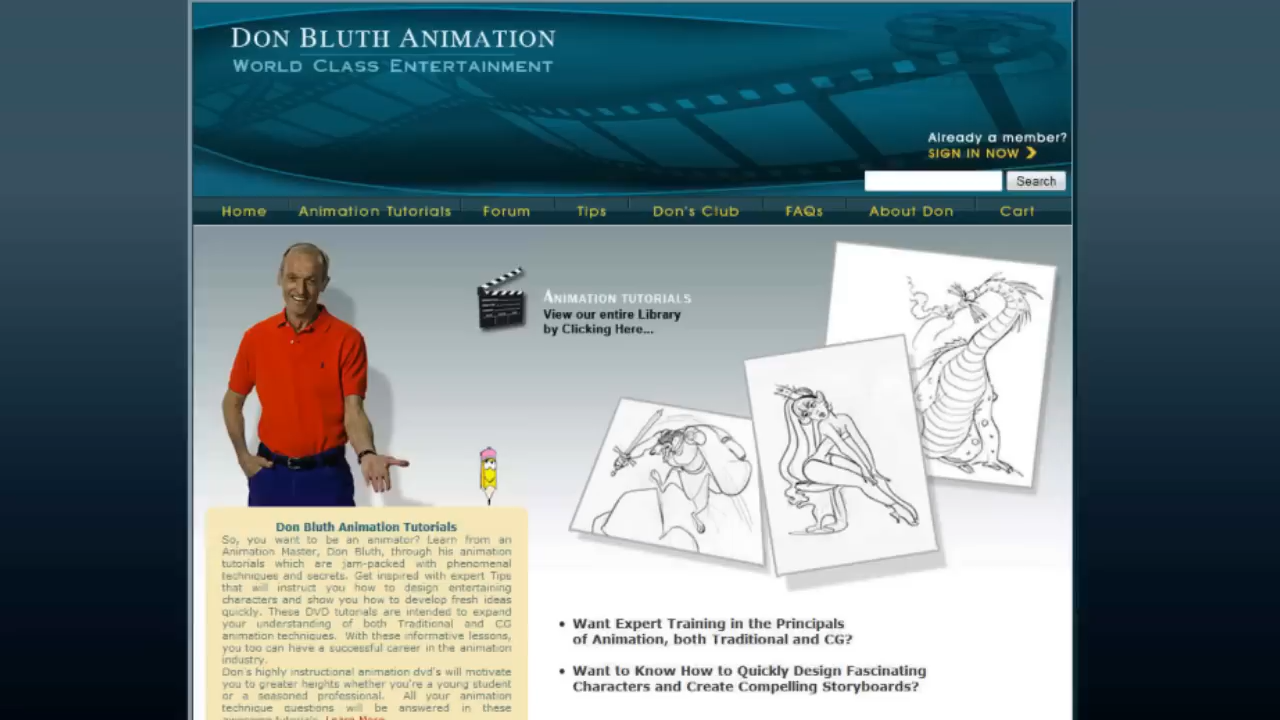 DON BLUTH ANIMATION
WORLD CLASS ENTERTAINMENT
Already a member?
SIGN IN NOW
Search
Home Animation Tutorials Forum Tips Don's Club FAQs About Don Cart
ANIMATION TUTORIALS
View our entire Library
by Clicking Here...
Don Bluth Animation Tutorials
So, you want to be an animator? Learn from an
Animation Master, Don Bluth, through his animation
tutorials which are jam-packed with phenomenal
techniques and secrets. Get inspired with expert Tips
that will instruct you how to design entertaining
characters and show you how to develop fresh ideas
quickly. These DVD tutorials are intended to expand
your understanding of both Traditional and CG
animation techniques. With these informative lessons,
you too can have a successful career in the animation
industry.
Don's highly instructional animation dvd's will motivate
you to greater heights whether you're a young student
or a seasoned professional. All your animation
technique questions will be answered in these
awesome tutorials. Learn More
• Want Expert Training in the Principals
of Animation, both Traditional and CG?
• Want to Know How to Quickly Design Fascinating
Characters and Create Compelling Storyboards?